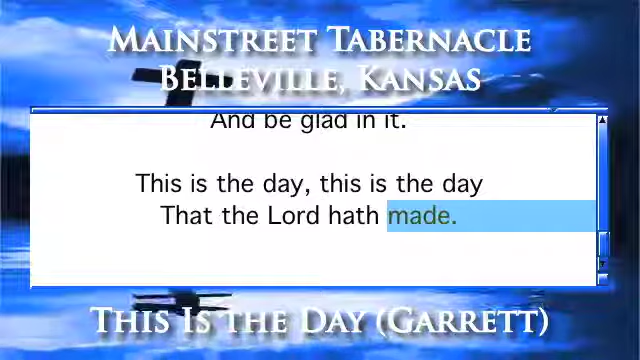 Mainstreet Tabernacle
Belleville, Kansas
And be glad in it.
This is the day, this is the day
That the Lord hath made.
This Is the Day (Garrett)